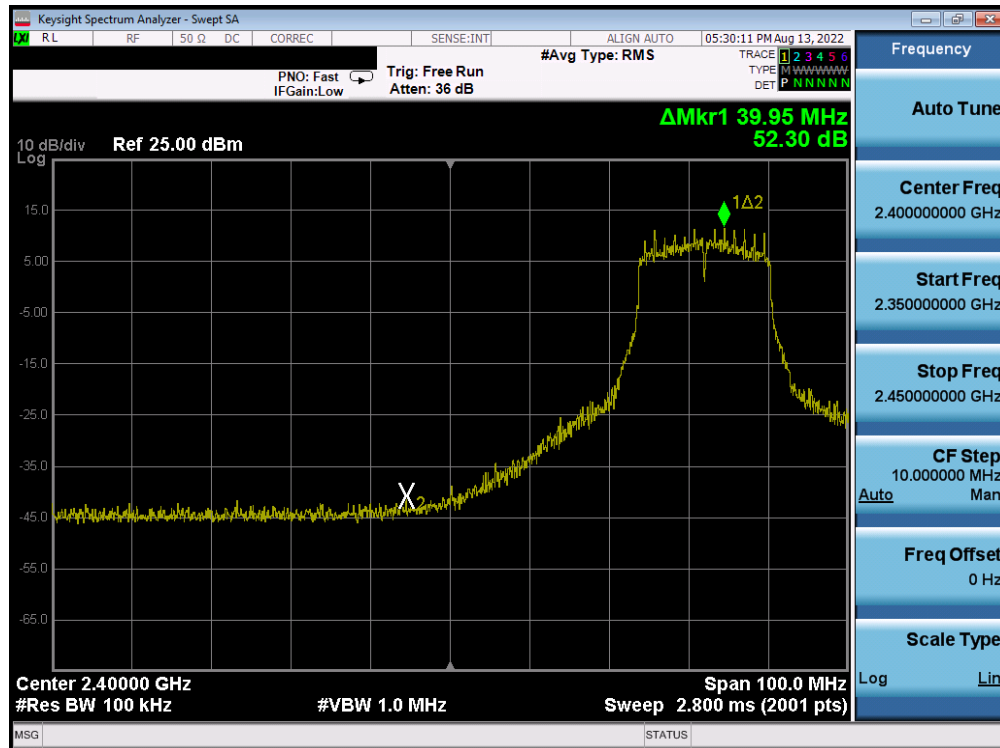 Keysight Spectrum Analyzer - Swept SA
LXI RL RF 50 Ω DC CORREC SENSE:INT ALIGN AUTO 05:30:11 PM Aug 13, 2022
#Avg Type: RMS TRACE 1 2 3 4 5 6
PNO: Fast Trig: Free Run TYPE M WWWWW
IFGain:Low Atten: 36 dB DET P N N N N N
ΔMkr1 39.95 MHz
52.30 dB
10 dB/div Ref 25.00 dBm
Log
1Δ2
15.0
5.00
-5.00
-15.0
-25.0
-35.0
X2
-45.0
-55.0
-65.0
Center 2.40000 GHz Span 100.0 MHz
#Res BW 100 kHz #VBW 1.0 MHz Sweep 2.800 ms (2001 pts)
MSG STATUS
Frequency
Auto Tune
Center Freq
2.400000000 GHz
Start Freq
2.350000000 GHz
Stop Freq
2.450000000 GHz
CF Step
10.000000 MHz
Auto Man
Freq Offset
0 Hz
Scale Type
Log Lin